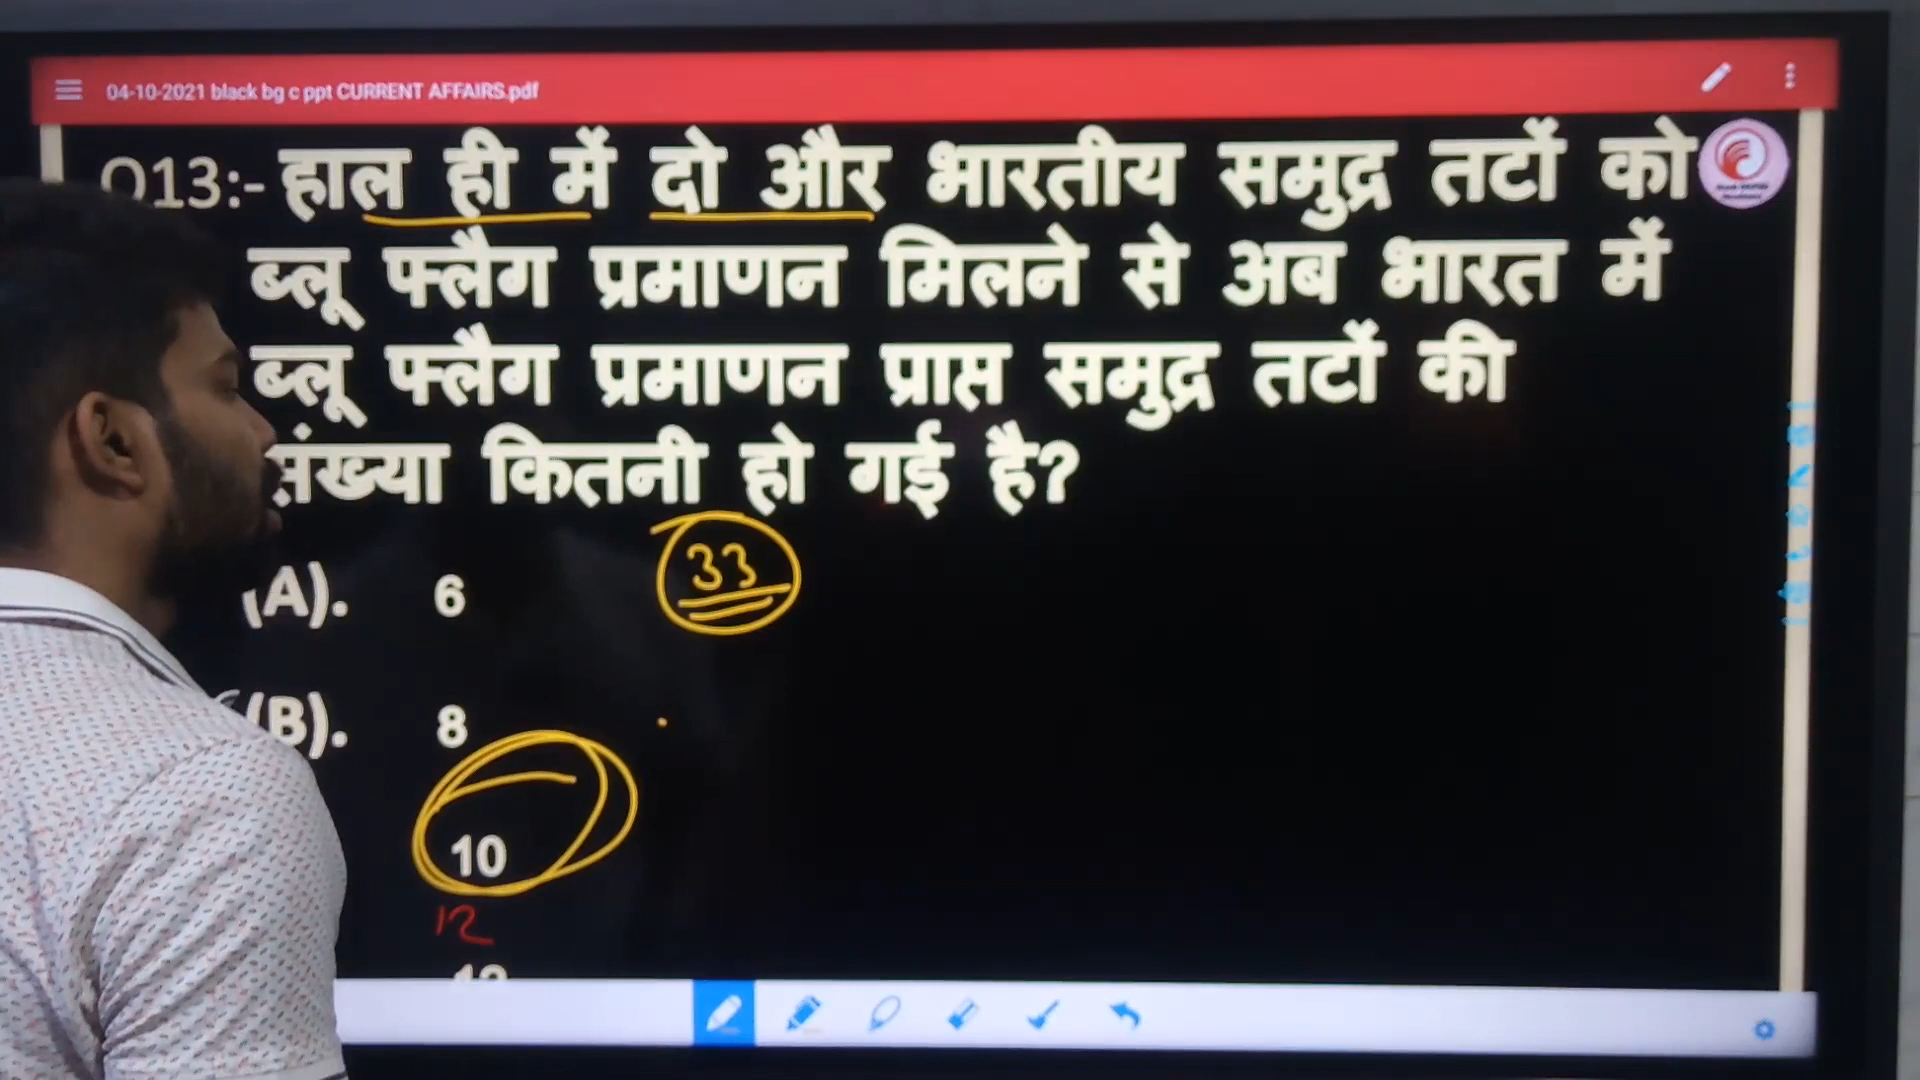 04-10-2021 black bg c ppt CURRENT AFFAIRS.pdf
Q13:- हाल ही में दो और भारतीय समुद्र तटों को
ब्लू फ्लैग प्रमाणन मिलने से अब भारत में
ब्लू फ्लैग प्रमाणन प्राप्त समुद्र तटों की
संख्या कितनी हो गई है?
33
(A). 6
(B). 8
10
12
12